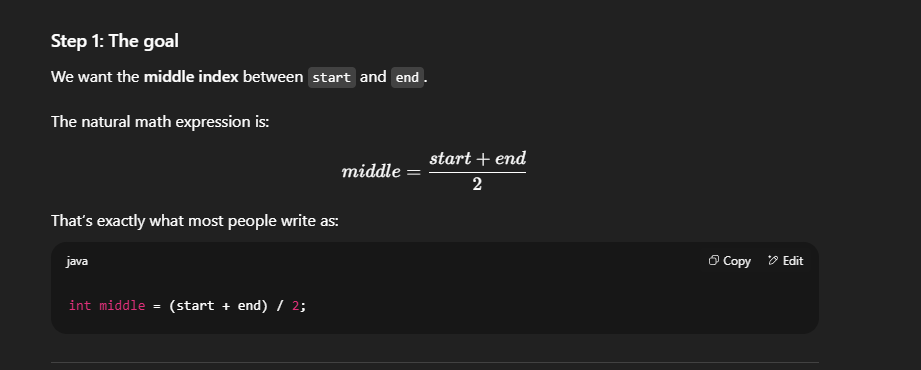 Step 1: The goal
We want the middle index between start and end.
The natural math expression is:
middle = start + end / 2
That's exactly what most people write as:
java Copy Edit
int middle = (start + end) / 2;